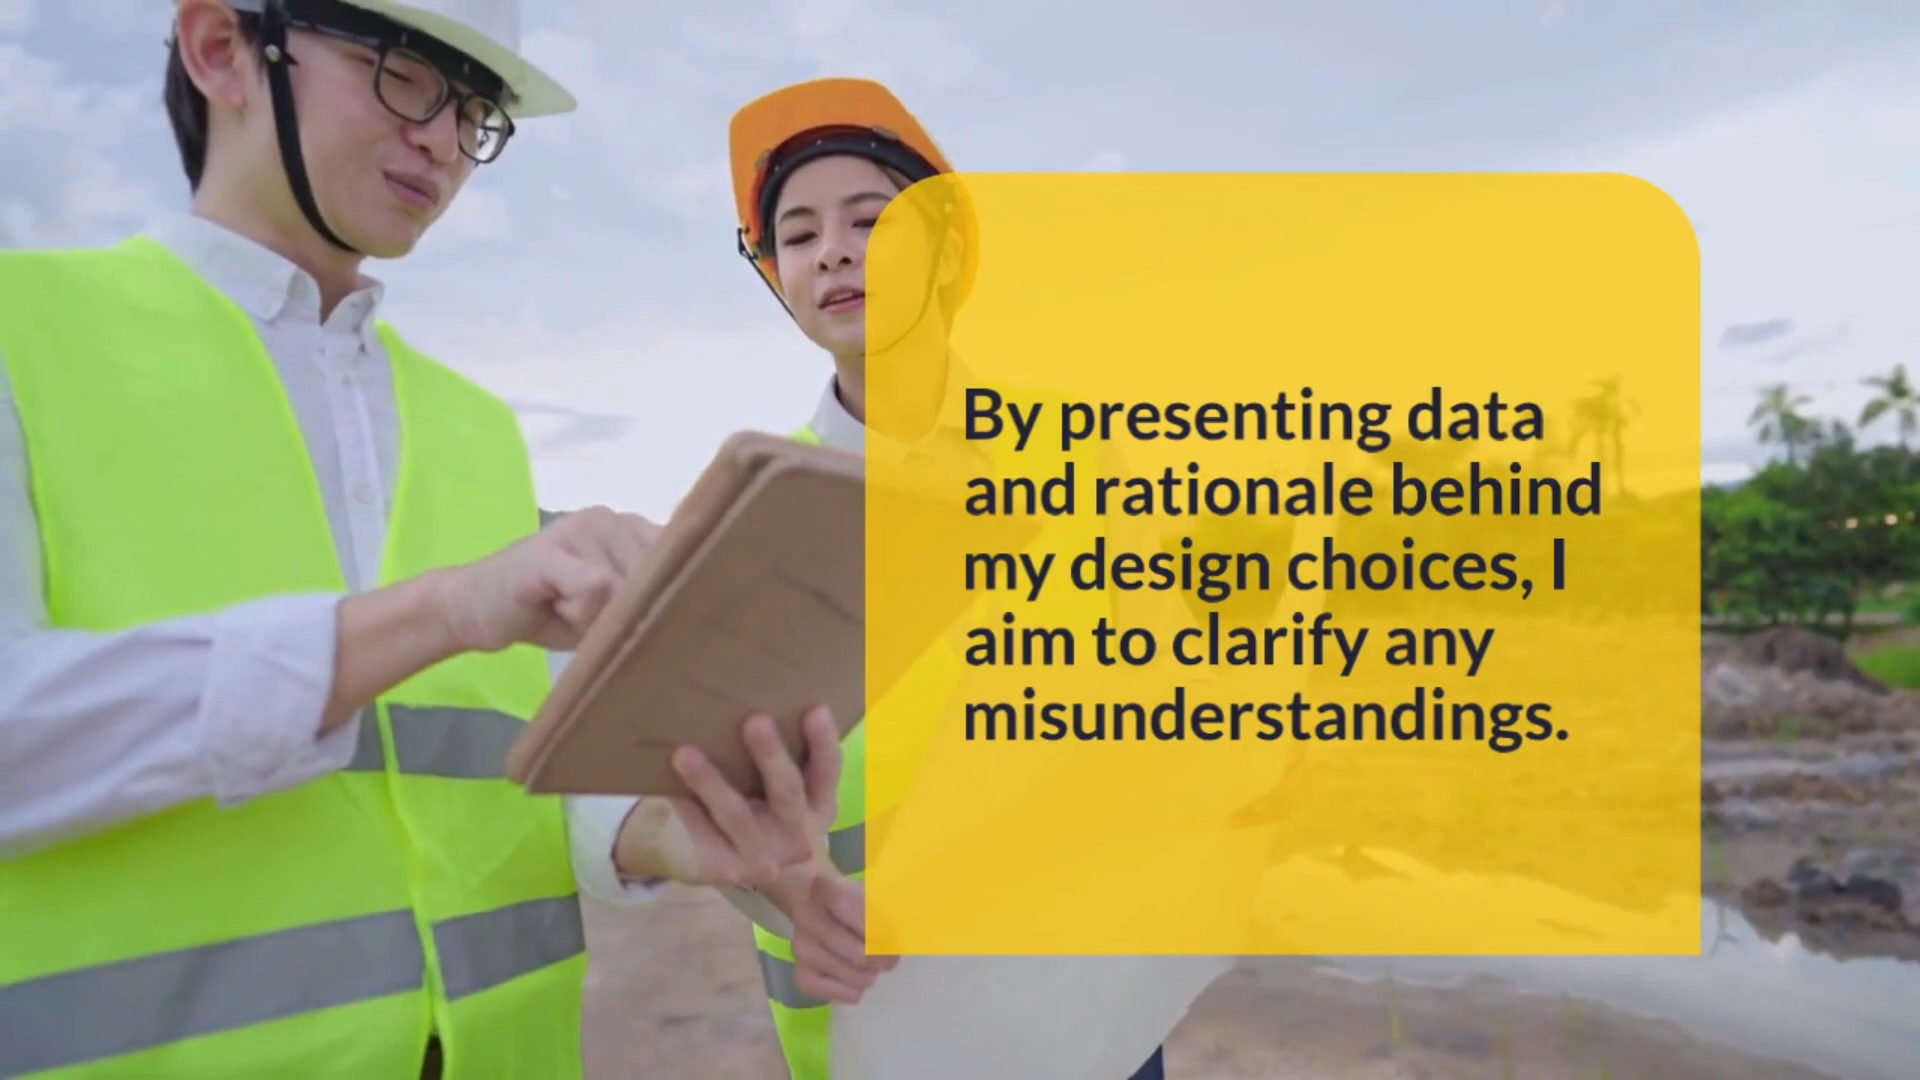 By presenting data
and rationale behind
my design choices, I
aim to clarify any
misunderstandings.